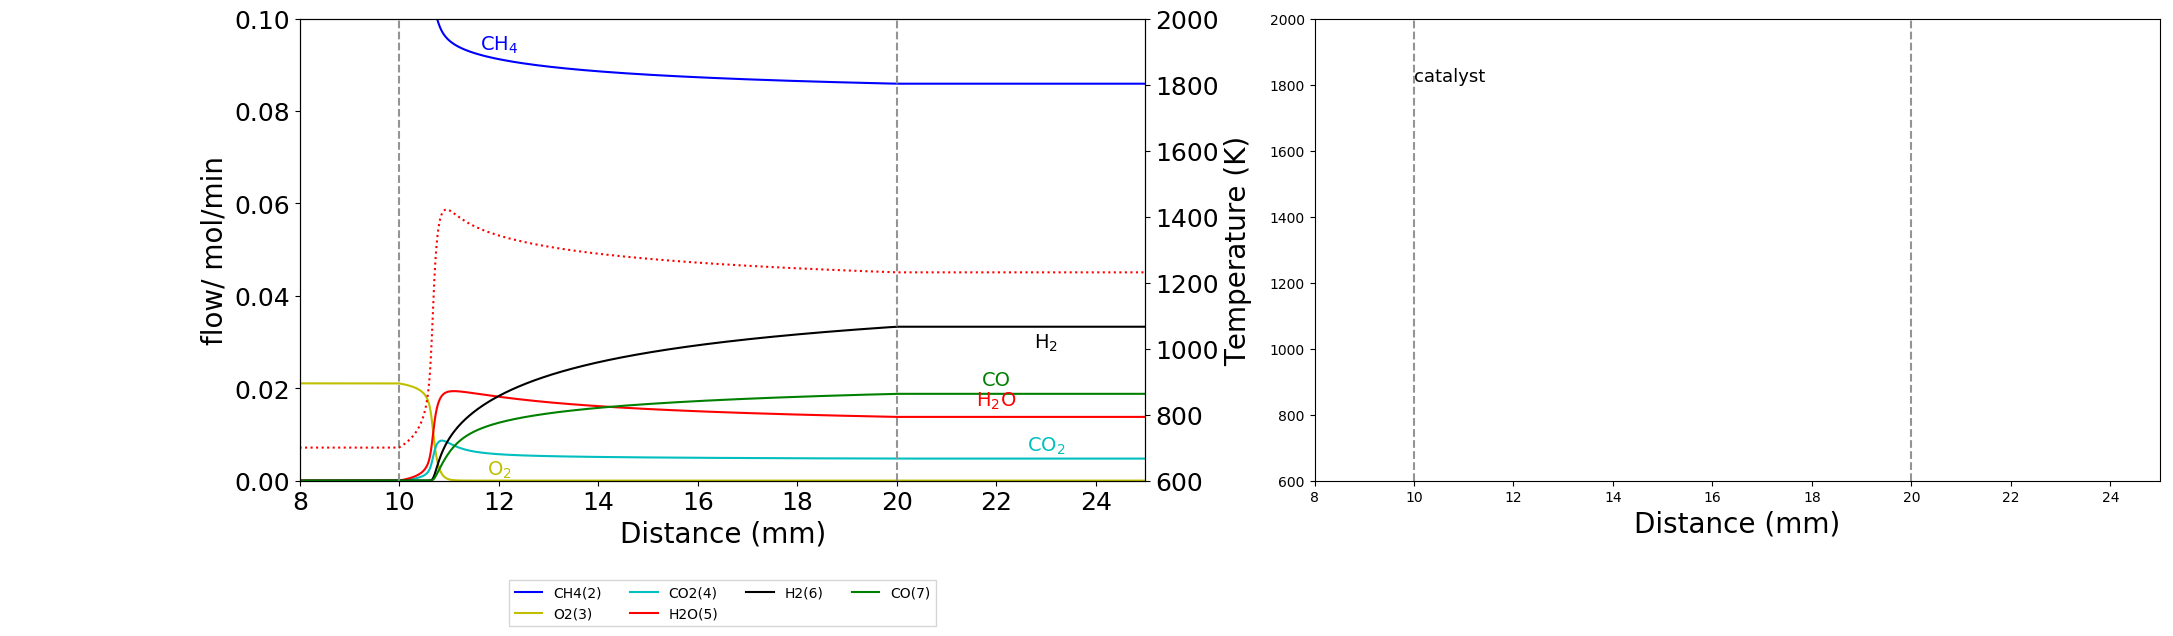 0.10
0.08
0.06
0.04
0.02
0.00
flow/ mol/min
8 10 12 14 16 18 20 22 24
Distance (mm)
CH₄
O₂
H₂
CO
H₂O
CO₂
2000
1800
1600
1400
1200
1000
800
600
Temperature (K)
CH4(2) CO2(4) H2(6) CO(7)
O2(3) H2O(5)
2000
1800
1600
1400
1200
1000
800
600
catalyst
8 10 12 14 16 18 20 22 24
Distance (mm)